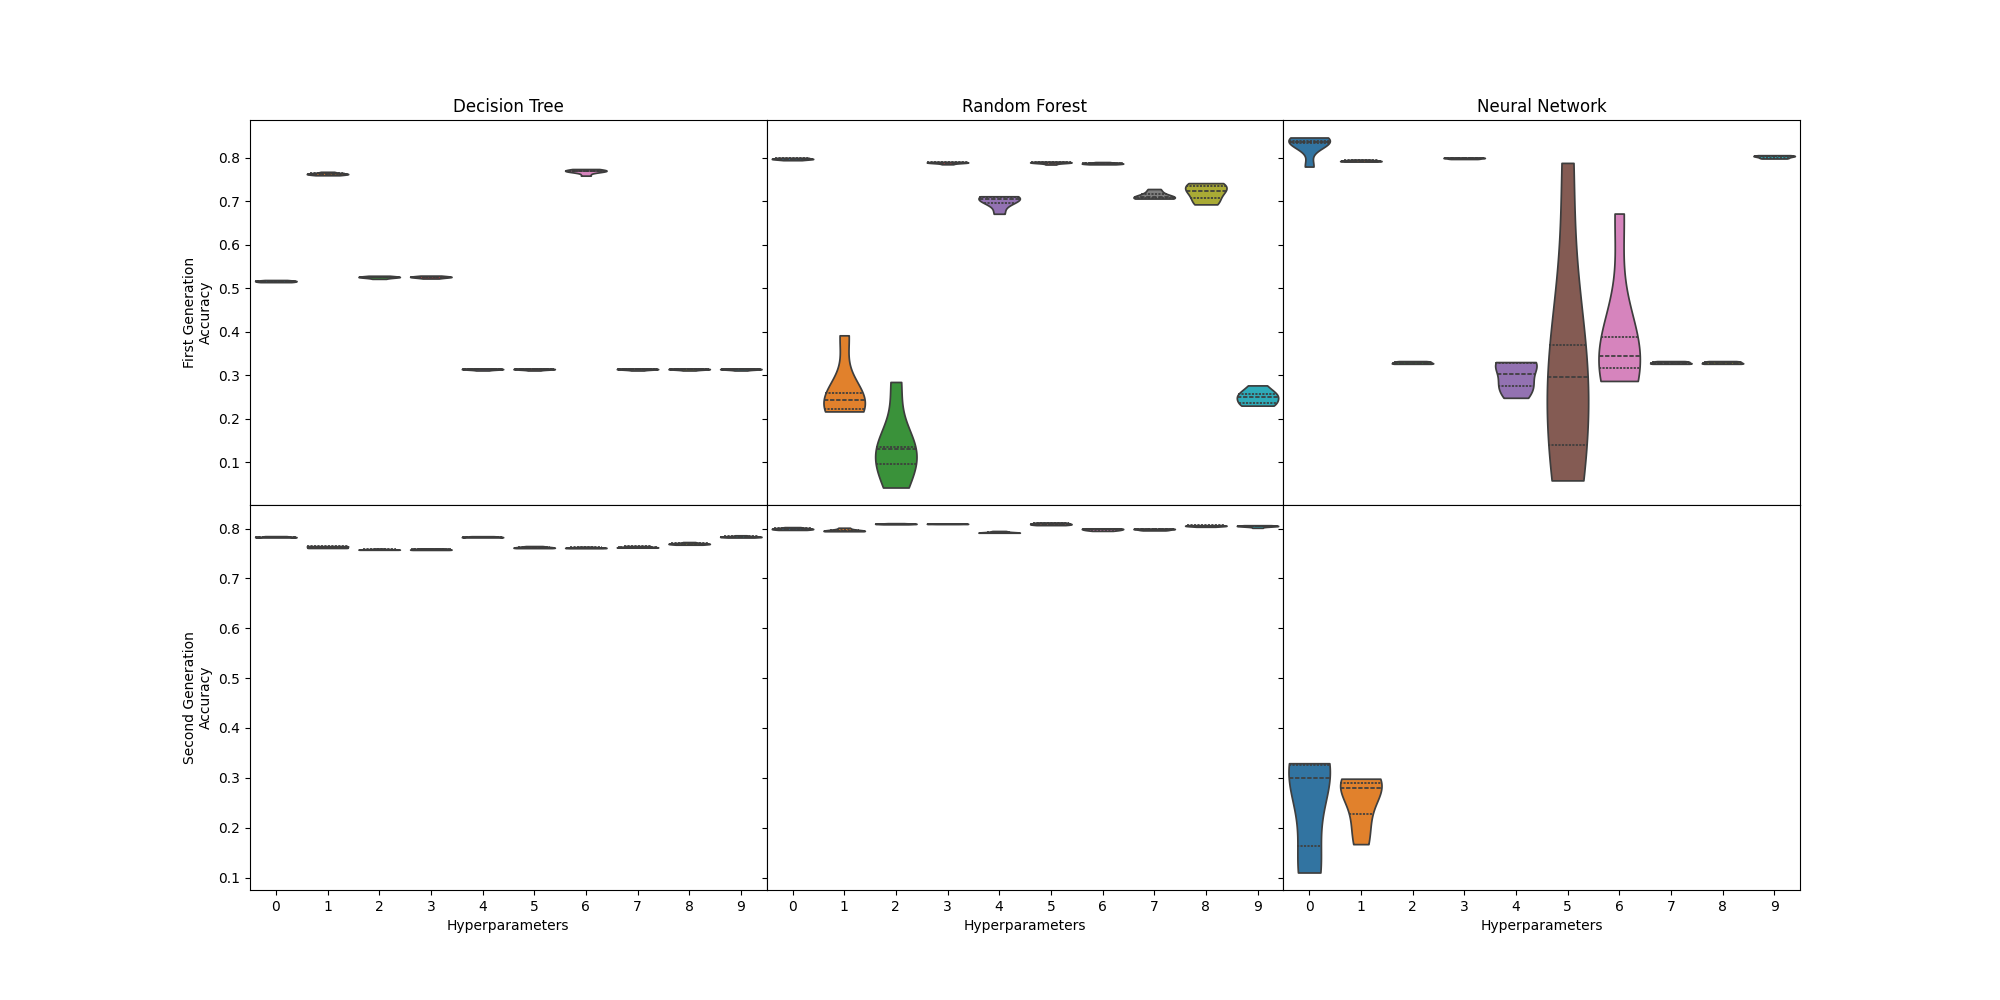 Decision Tree
Random Forest
Neural Network
First Generation
Accuracy
0.8
0.7
0.6
0.5
0.4
0.3
0.2
0.1
Second Generation
Accuracy
0.8
0.7
0.6
0.5
0.4
0.3
0.2
0.1
0 1 2 3 4 5 6 7 8 9
Hyperparameters
0 1 2 3 4 5 6 7 8 9
Hyperparameters
0 1 2 3 4 5 6 7 8 9
Hyperparameters